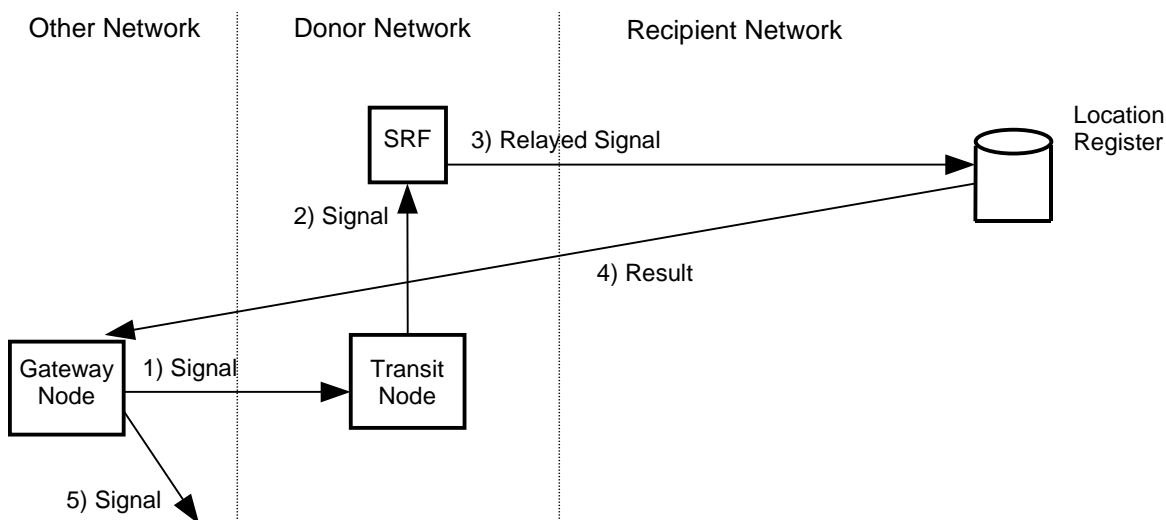 Other Network
Donor Network
Recipient Network
Location
Register
SRF
3) Relayed Signal
2) Signal
4) Result
Gateway
Node
1) Signal
Transit
Node
5) Signal